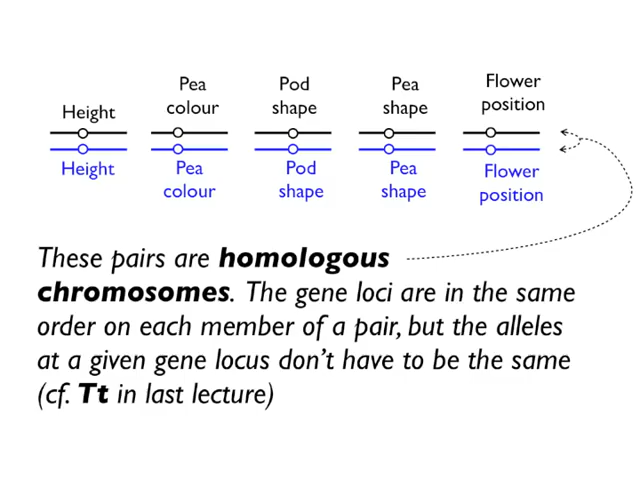 Height
Pea
colour
Pod
shape
Pea
shape
Flower
position
Height
Pea
colour
Pod
shape
Pea
shape
Flower
position
These pairs are homologous
chromosomes. The gene loci are in the same
order on each member of a pair, but the alleles
at a given gene locus don't have to be the same
(cf. Tt in last lecture)